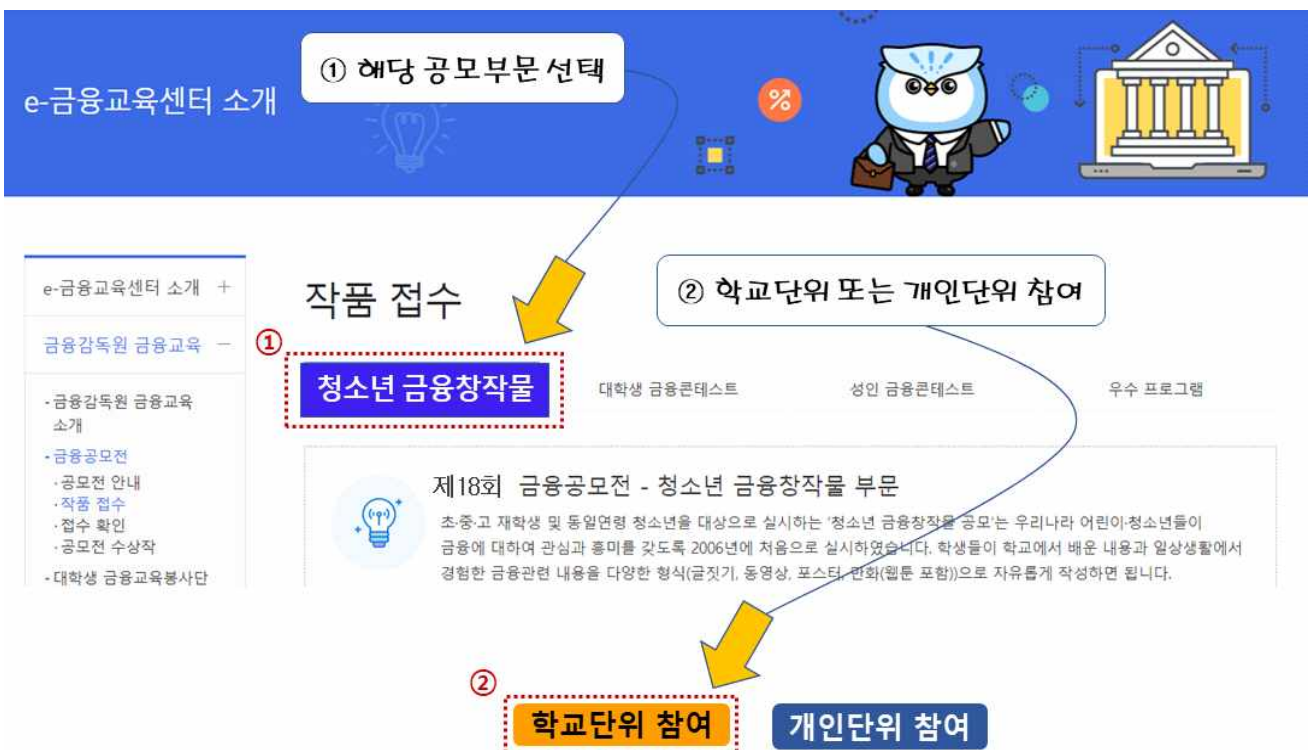 ① 해당 공모부문 선택
e-금융교육센터 소개
%
e-금융교육센터 소개 +
금융감독원 금융교육 −
- 금융감독원 금융교육
소개
- 금융공모전
· 공모전 안내
· 작품 접수
· 접수 확인
· 공모전 수상작
- 대학생 금융교육봉사단
작품 접수
② 학교단위 또는 개인단위 참여
①
청소년 금융창작물
대학생 금융콘테스트
성인 금융콘테스트
우수 프로그램
제18회 금융공모전 - 청소년 금융창작물 부문
초·중·고 재학생 및 동일연령 청소년을 대상으로 실시하는 '청소년 금융창작물 공모'는 우리나라 어린이·청소년들이
금융에 대하여 관심과 흥미를 갖도록 2006년에 처음으로 실시하였습니다. 학생들이 학교에서 배운 내용과 일상생활에서
경험한 금융관련 내용을 다양한 형식(글짓기, 동영상, 포스터, 만화(웹툰 포함))으로 자유롭게 작성하면 됩니다.
②
학교단위 참여
개인단위 참여